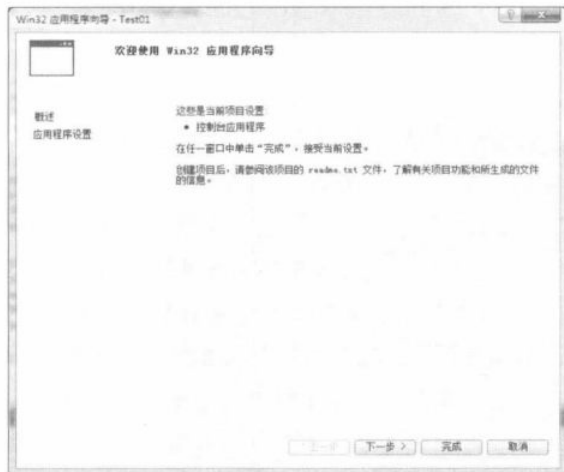 Win32 应用程序向导 - Test01
欢迎使用 Win32 应用程序向导
概述
应用程序设置
这些是当前项目设置:
• 控制台应用程序
在任一窗口中单击“完成”，接受当前设置。
创建项目后，请参阅该项目的 readme.txt 文件，了解有关项目功能和所生成的文件
的信息。
上一步
下一步 >
完成
取消